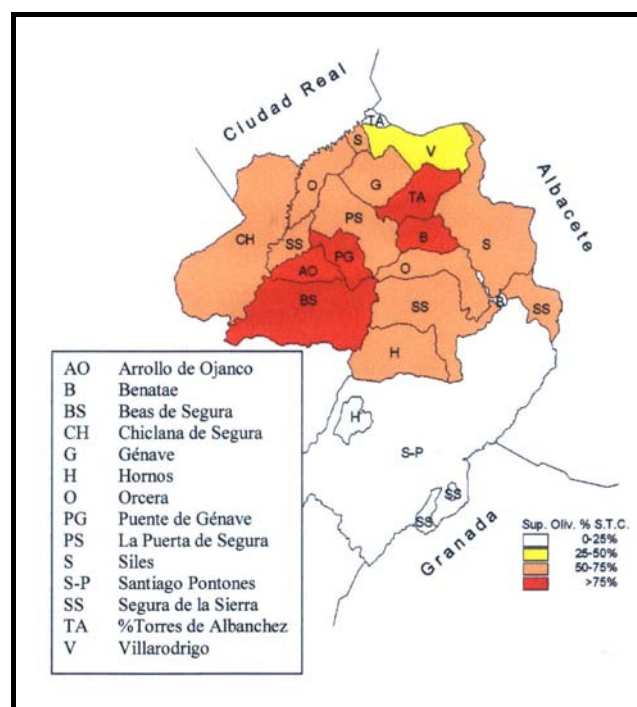 Ciudad Real
TA
S
V
Albacete
G
O
TA
PS
CH
SS
B
S
PG
AO
O
BS
SS
B
SS
H
H
S-P
SS
SS
Granada
AO Arrollo de Ojanco
B Benatae
BS Beas de Segura
CH Chiclana de Segura
G Génave
H Hornos
O Orcera
PG Puente de Génave
PS La Puerta de Segura
S Siles
S-P Santiago Pontones
SS Segura de la Sierra
TA %Torres de Albanchez
V Villarodrigo
Sup. Oliv. % S.T.C.
0-25%
25-50%
50-75%
>75%